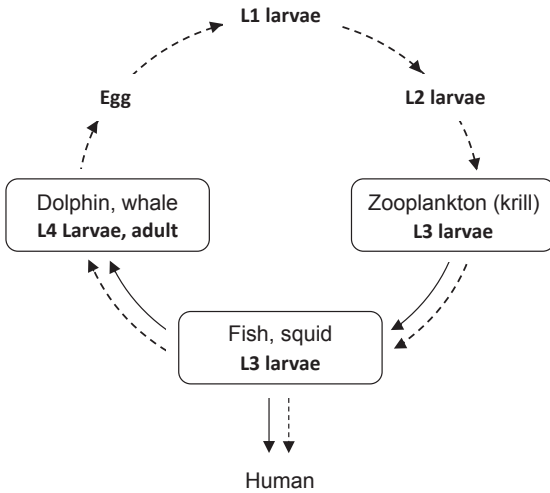 L1 larvae
Egg
L2 larvae
Dolphin, whale
L4 Larvae, adult
Zooplankton (krill)
L3 larvae
Fish, squid
L3 larvae
Human